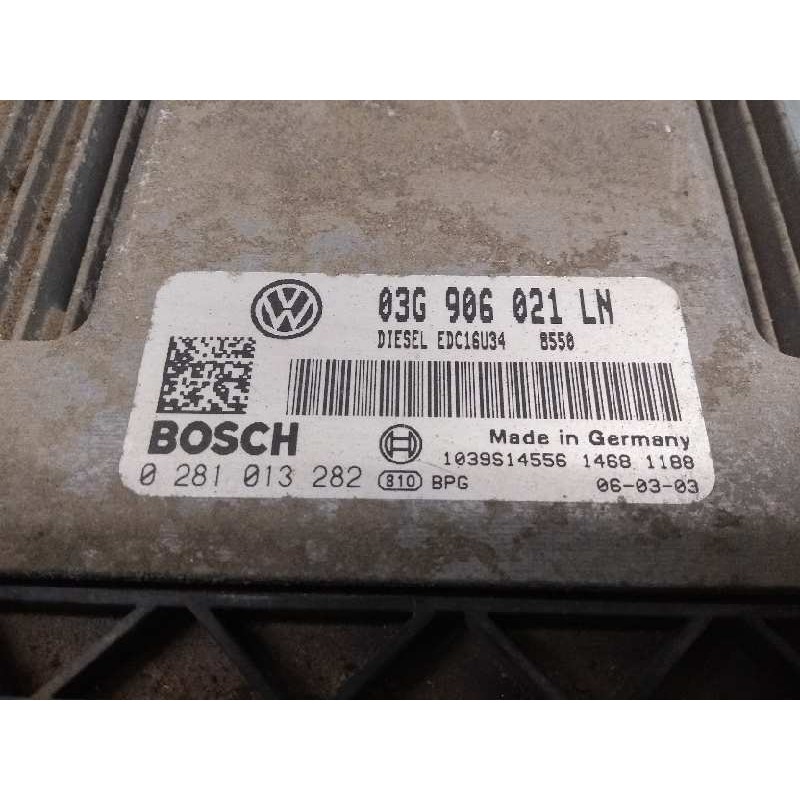 VW
03G 906 021 LN
DIESEL EDC16U34 8550
BOSCH
Made in Germany
1039S14556 1468 1188
0 281 013 282 810 BPG 06-03-03